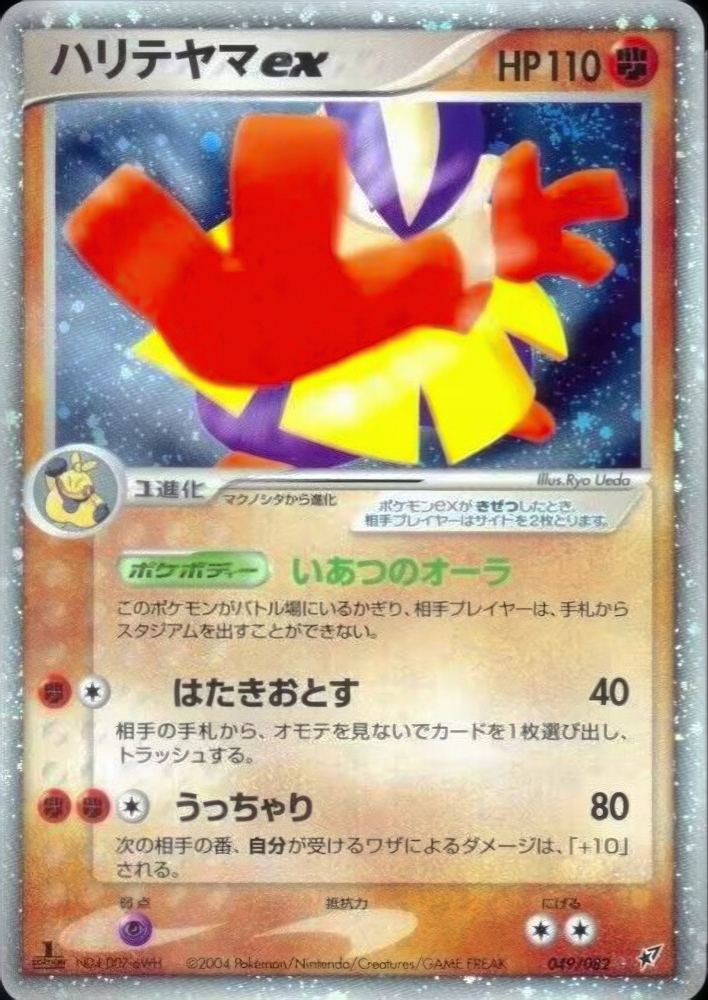 ハリテヤマex
HP110
Illus.Ryo Ueda
1進化
マクノシタから進化
ポケモンexがきぜつしたとき、
相手プレイヤーはサイドを2枚とります。
ポケボディー
いあつのオーラ
このポケモンがバトル場にいるかぎり、相手プレイヤーは、手札から
スタジアムを出すことができない。
はたきおとす 40
相手の手札から、オモテを見ないでカードを1枚選び出し、
トラッシュする。
うっちゃり 80
次の相手の番、自分が受けるワザによるダメージは、「+10」
される。
弱点 抵抗力 にげる
1 EDITION
©2004 Pokémon/Nintendo/Creatures/GAME FREAK
049/082